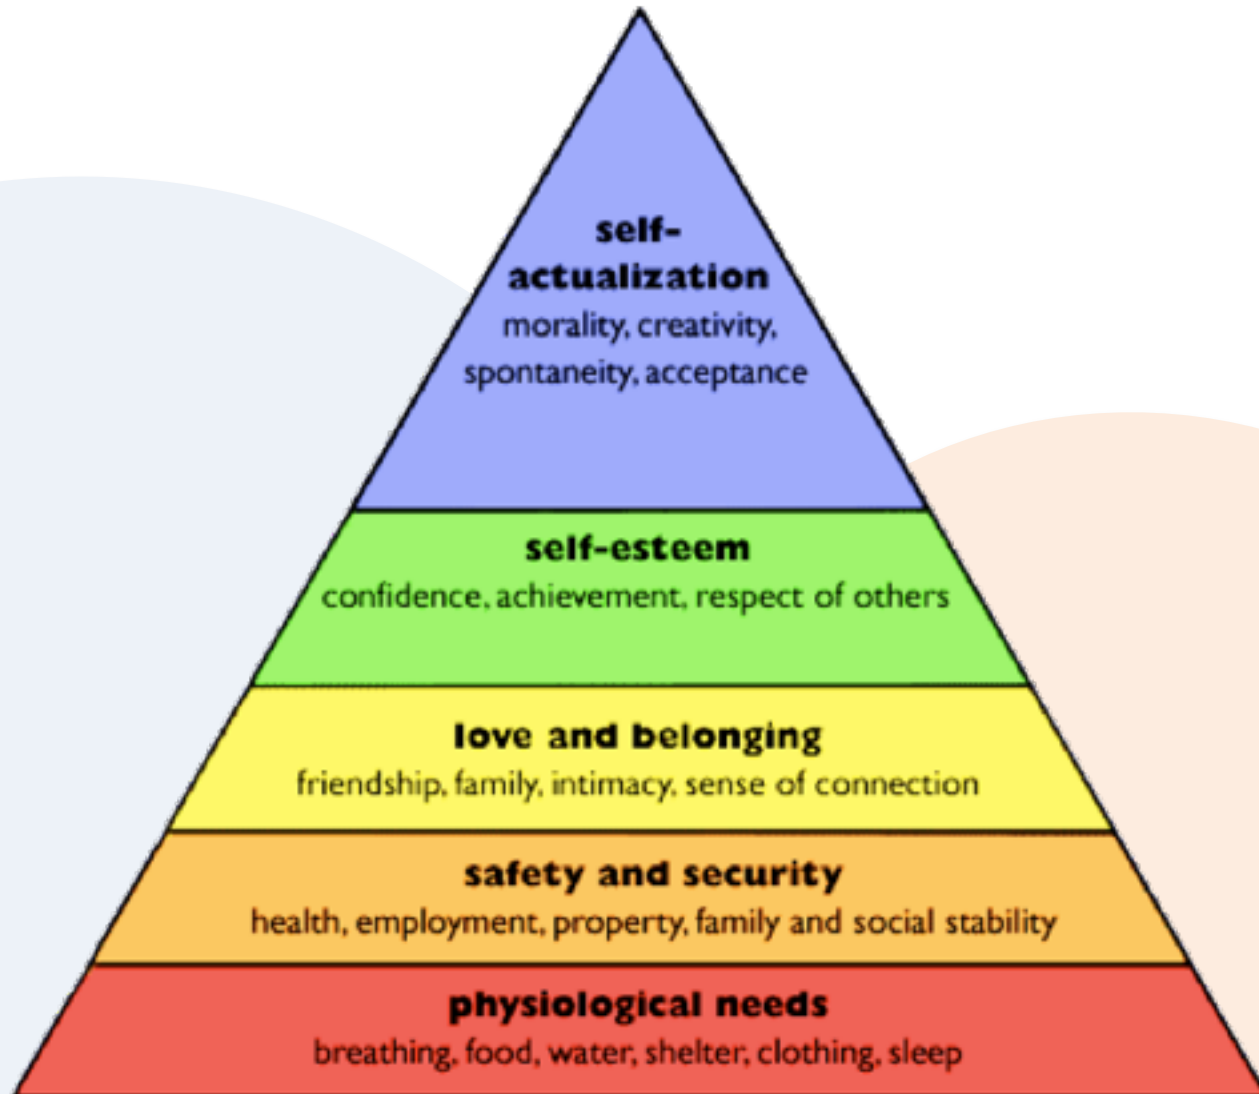 self-
actualization
morality, creativity,
spontaneity, acceptance
self-esteem
confidence, achievement, respect of others
love and belonging
friendship, family, intimacy, sense of connection
safety and security
health, employment, property, family and social stability
physiological needs
breathing, food, water, shelter, clothing, sleep